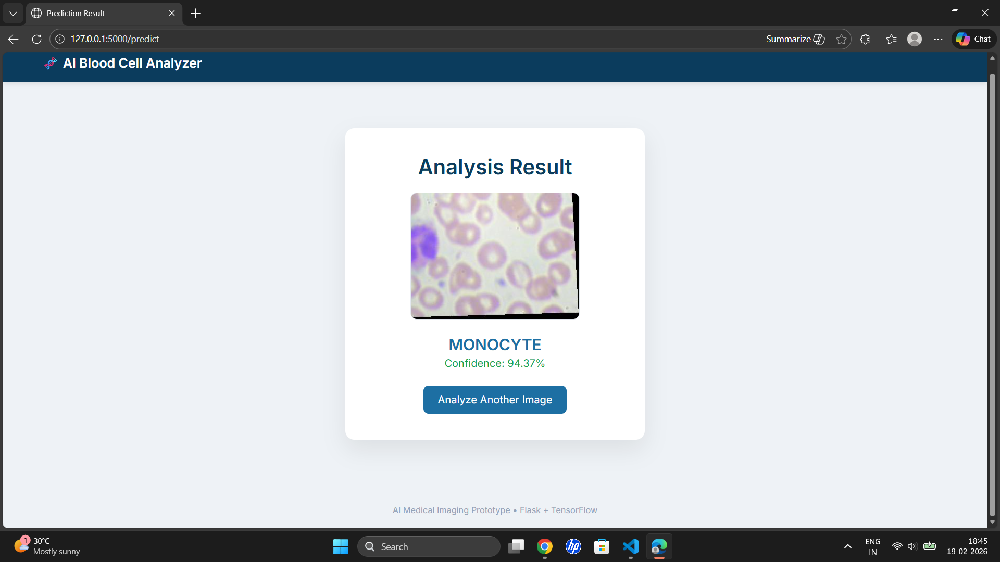 Prediction Result
127.0.0.1:5000/predict
Summarize
Chat
AI Blood Cell Analyzer
Analysis Result
MONOCYTE
Confidence: 94.37%
Analyze Another Image
AI Medical Imaging Prototype • Flask + TensorFlow
1
30°C
Mostly sunny
Search
hp
ENG
IN
18:45
19-02-2026